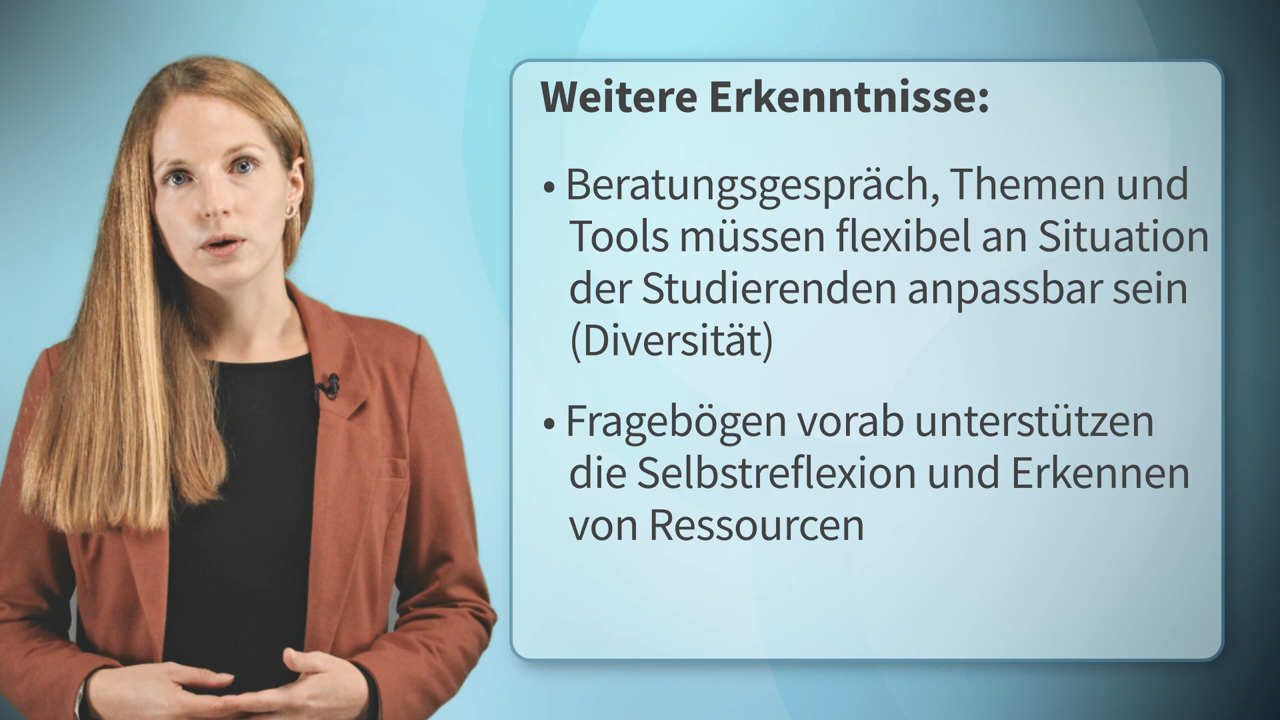 Weitere Erkenntnisse:
• Beratungsgespräch, Themen und
Tools müssen flexibel an Situation
der Studierenden anpassbar sein
(Diversität)
• Fragebögen vorab unterstützen
die Selbstreflexion und Erkennen
von Ressourcen